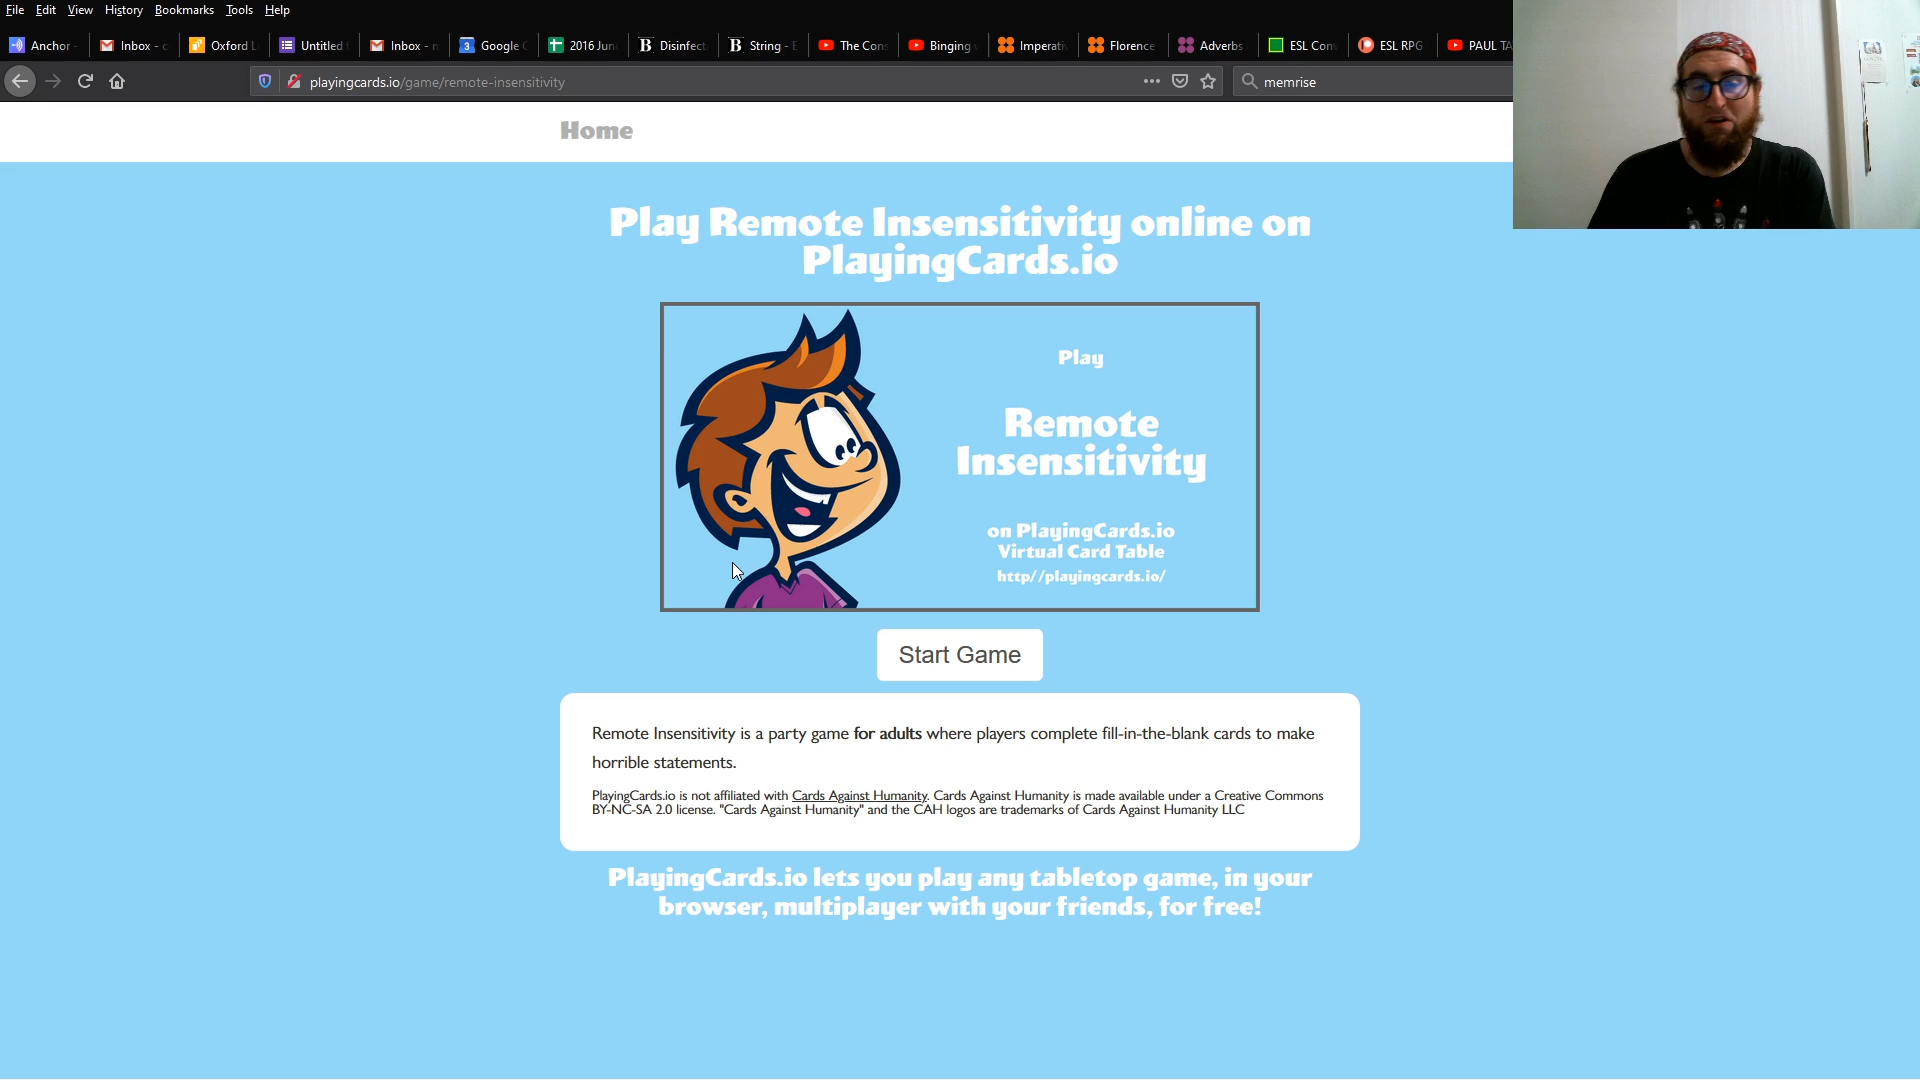 File Edit View History Bookmarks Tools Help
Anchor - Inbox - Oxford Untitled Inbox - Google 2016 Jun Disinfect String - The Con Binging Imperati Florence Adverbs ESL Con ESL RPG PAUL TA
playingcards.io/game/remote-insensitivity memrise
Home
Play Remote Insensitivity online on
PlayingCards.io
Play
Remote
Insensitivity
on PlayingCards.io
Virtual Card Table
http//playingcards.io/
Start Game
Remote Insensitivity is a party game for adults where players complete fill-in-the-blank cards to make
horrible statements.
PlayingCards.io is not affiliated with Cards Against Humanity. Cards Against Humanity is made available under a Creative Commons
BY-NC-SA 2.0 license. "Cards Against Humanity" and the CAH logos are trademarks of Cards Against Humanity LLC
PlayingCards.io lets you play any tabletop game, in your
browser, multiplayer with your friends, for free!